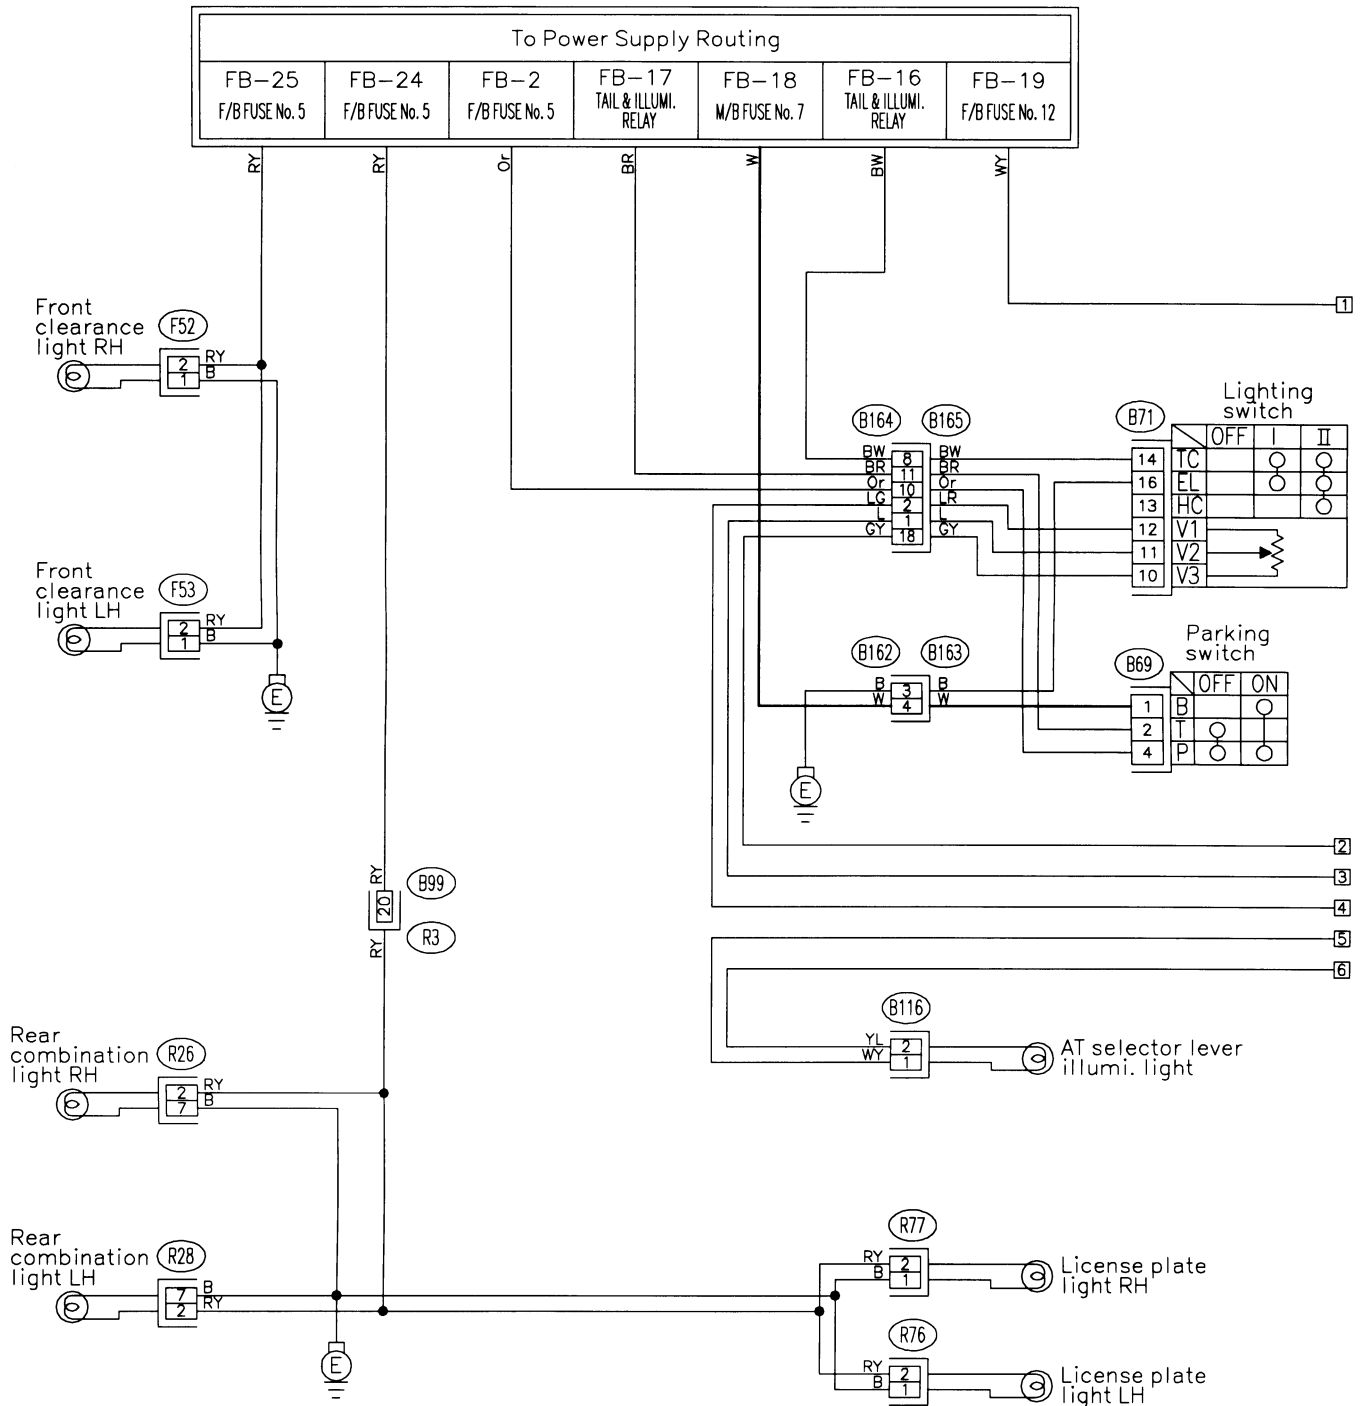 To Power Supply Routing
FB-25 FB-24 FB-2 FB-17 FB-18 FB-16 FB-19
F/B FUSE No. 5 F/B FUSE No. 5 F/B FUSE No. 5 TAIL & ILLUMI. RELAY M/B FUSE No. 7 TAIL & ILLUMI. RELAY F/B FUSE No. 12
RY RY Or BR W BW WY
1
Front
clearance
light RH
F52
2 RY
1 B
Front
clearance
light LH
F53
2 RY
1 B
E
B164 B165
BW 8 BW
BR 11 BR
Or 10 Or
LG 2 LR
L 1 L
GY 18 GY
B71
Lighting
switch
OFF I II
14 TC
16 EL
13 HC
12 V1
11 V2
10 V3
B162 B163
B 3 B
W 4 W
E
B69
Parking
switch
OFF ON
1 B
2 T
4 P
2
3
4
5
6
RY
20
RY
B99
R3
B116
YL 2
WY 1
AT selector lever
illumi. light
Rear
combination
light RH
R26
2 RY
7 B
Rear
combination
light LH
R28
7 B
2 RY
E
R77
RY 2
B 1
License plate
light RH
R76
RY 2
B 1
License plate
light LH